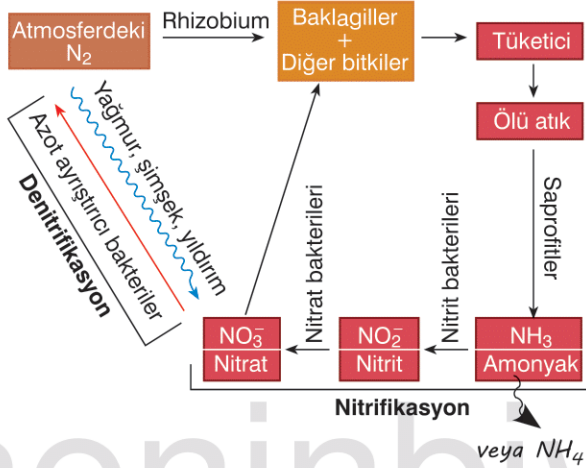 Atmosferdeki
N₂
Rhizobium
Baklagiller
+
Diğer bitkiler
Tüketici
Ölü atık
Saprofitler
Yağmur, şimşek, yıldırım
Azot ayrıştırıcı bakteriler
Denitrifikasyon
Nitrat bakterileri
Nitrit bakterileri
NO₃⁻
Nitrat
NO₂⁻
Nitrit
NH₃
Amonyak
Nitrifikasyon
veya NH₄